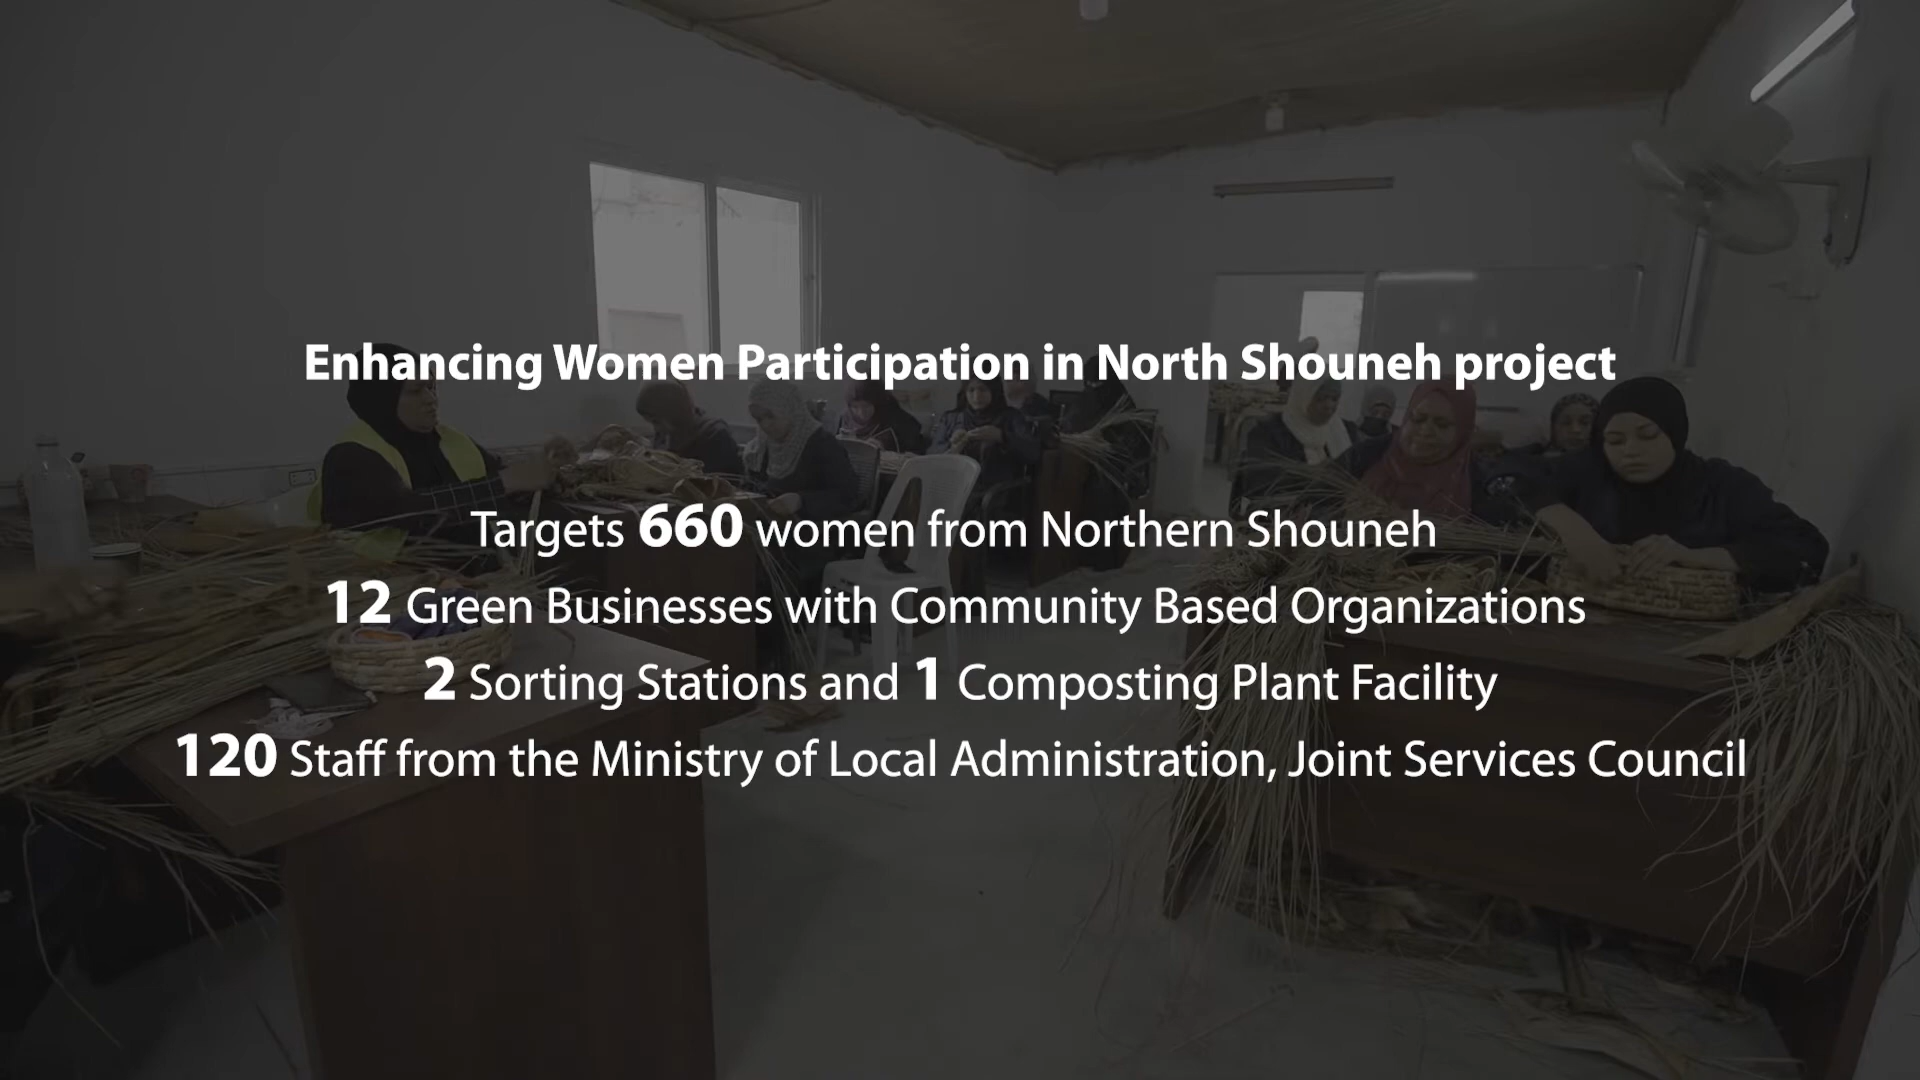 Enhancing Women Participation in North Shouneh project
Targets 660 women from Northern Shouneh
12 Green Businesses with Community Based Organizations
2 Sorting Stations and 1 Composting Plant Facility
120 Staff from the Ministry of Local Administration, Joint Services Council